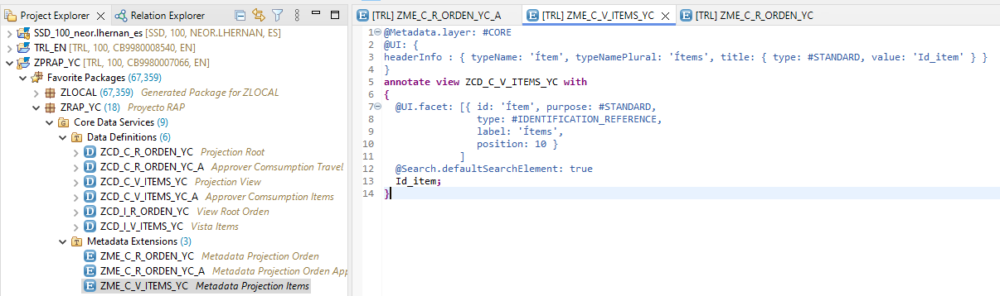 Project Explorer
Relation Explorer
SSD_100_neor.lhernan_es [SSD, 100, NEOR.LHERNAN, ES]
TRL_EN [TRL, 100, CB9980008540, EN]
ZPRAP_YC [TRL, 100, CB9980007066, EN]
Favorite Packages (67,359)
ZLOCAL (67,359) Generated Package for ZLOCAL
ZRAP_YC (18) Proyecto RAP
Core Data Services (9)
Data Definitions (6)
ZCD_C_R_ORDEN_YC Projection Root
ZCD_C_R_ORDEN_YC_A Approver Comsumption Travel
ZCD_C_V_ITEMS_YC Projection View
ZCD_C_V_ITEMS_YC_A Approver Comsumption Items
ZCD_I_R_ORDEN_YC View Root Orden
ZCD_I_V_ITEMS_YC Vista Items
Metadata Extensions (3)
ZME_C_R_ORDEN_YC Metadata Projection Orden
ZME_C_R_ORDEN_YC_A Metadata Projection Orden App
ZME_C_V_ITEMS_YC Metadata Projection Items
[TRL] ZME_C_R_ORDEN_YC_A
[TRL] ZME_C_V_ITEMS_YC
[TRL] ZME_C_R_ORDEN_YC
1 @Metadata.layer: #CORE
2 @UI: {
3 headerInfo : { typeName: 'Ítem', typeNamePlural: 'Ítems', title: { type: #STANDARD, value: 'Id_item' } }
4 }
5 annotate view ZCD_C_V_ITEMS_YC with
6 {
7 @UI.facet: [{ id: 'Ítem', purpose: #STANDARD,
8 type: #IDENTIFICATION_REFERENCE,
9 label: 'Ítems',
10 position: 10 }
11 ]
12 @Search.defaultSearchElement: true
13 Id_item;
14 }